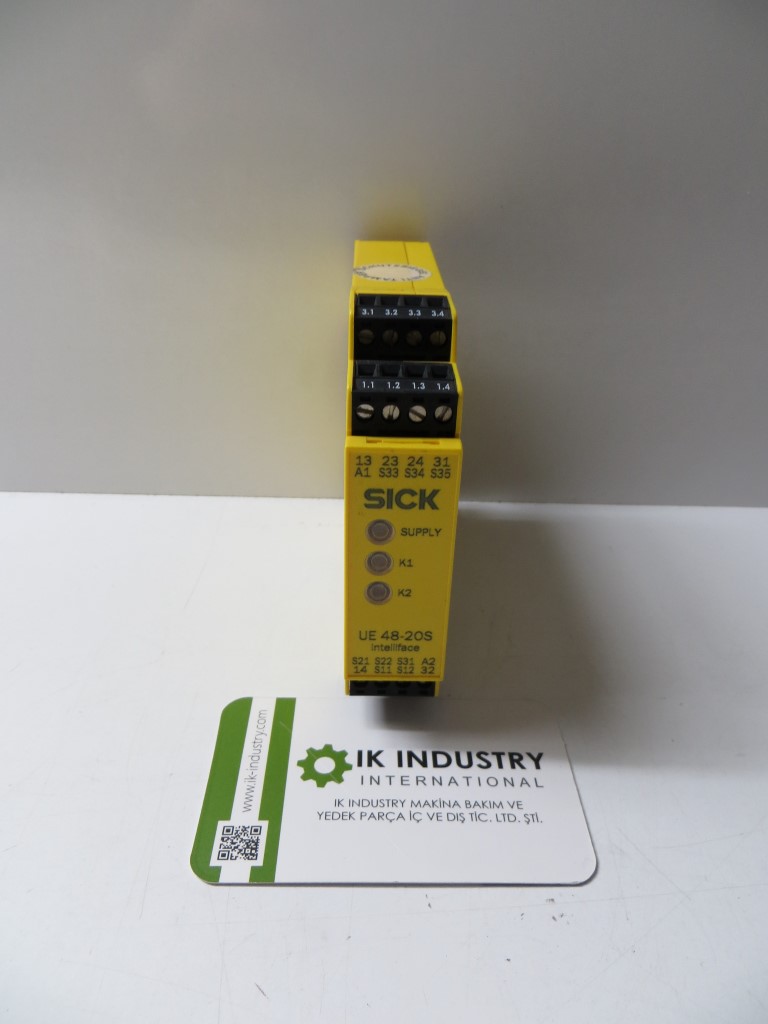 3.1 3.2 3.3 3.4
1.1 1.2 1.3 1.4
13 23 24 31
A1 S33 S34 S35
SICK
SUPPLY
K1
K2
UE 48-20S
intelliface
S21 S22 S31 A2
14 S11 S12 32
www.ik-industry.com
IK INDUSTRY
INTERNATIONAL
IK INDUSTRY MAKİNA BAKIM VE
YEDEK PARÇA İÇ VE DIŞ TİC. LTD. ŞTİ.